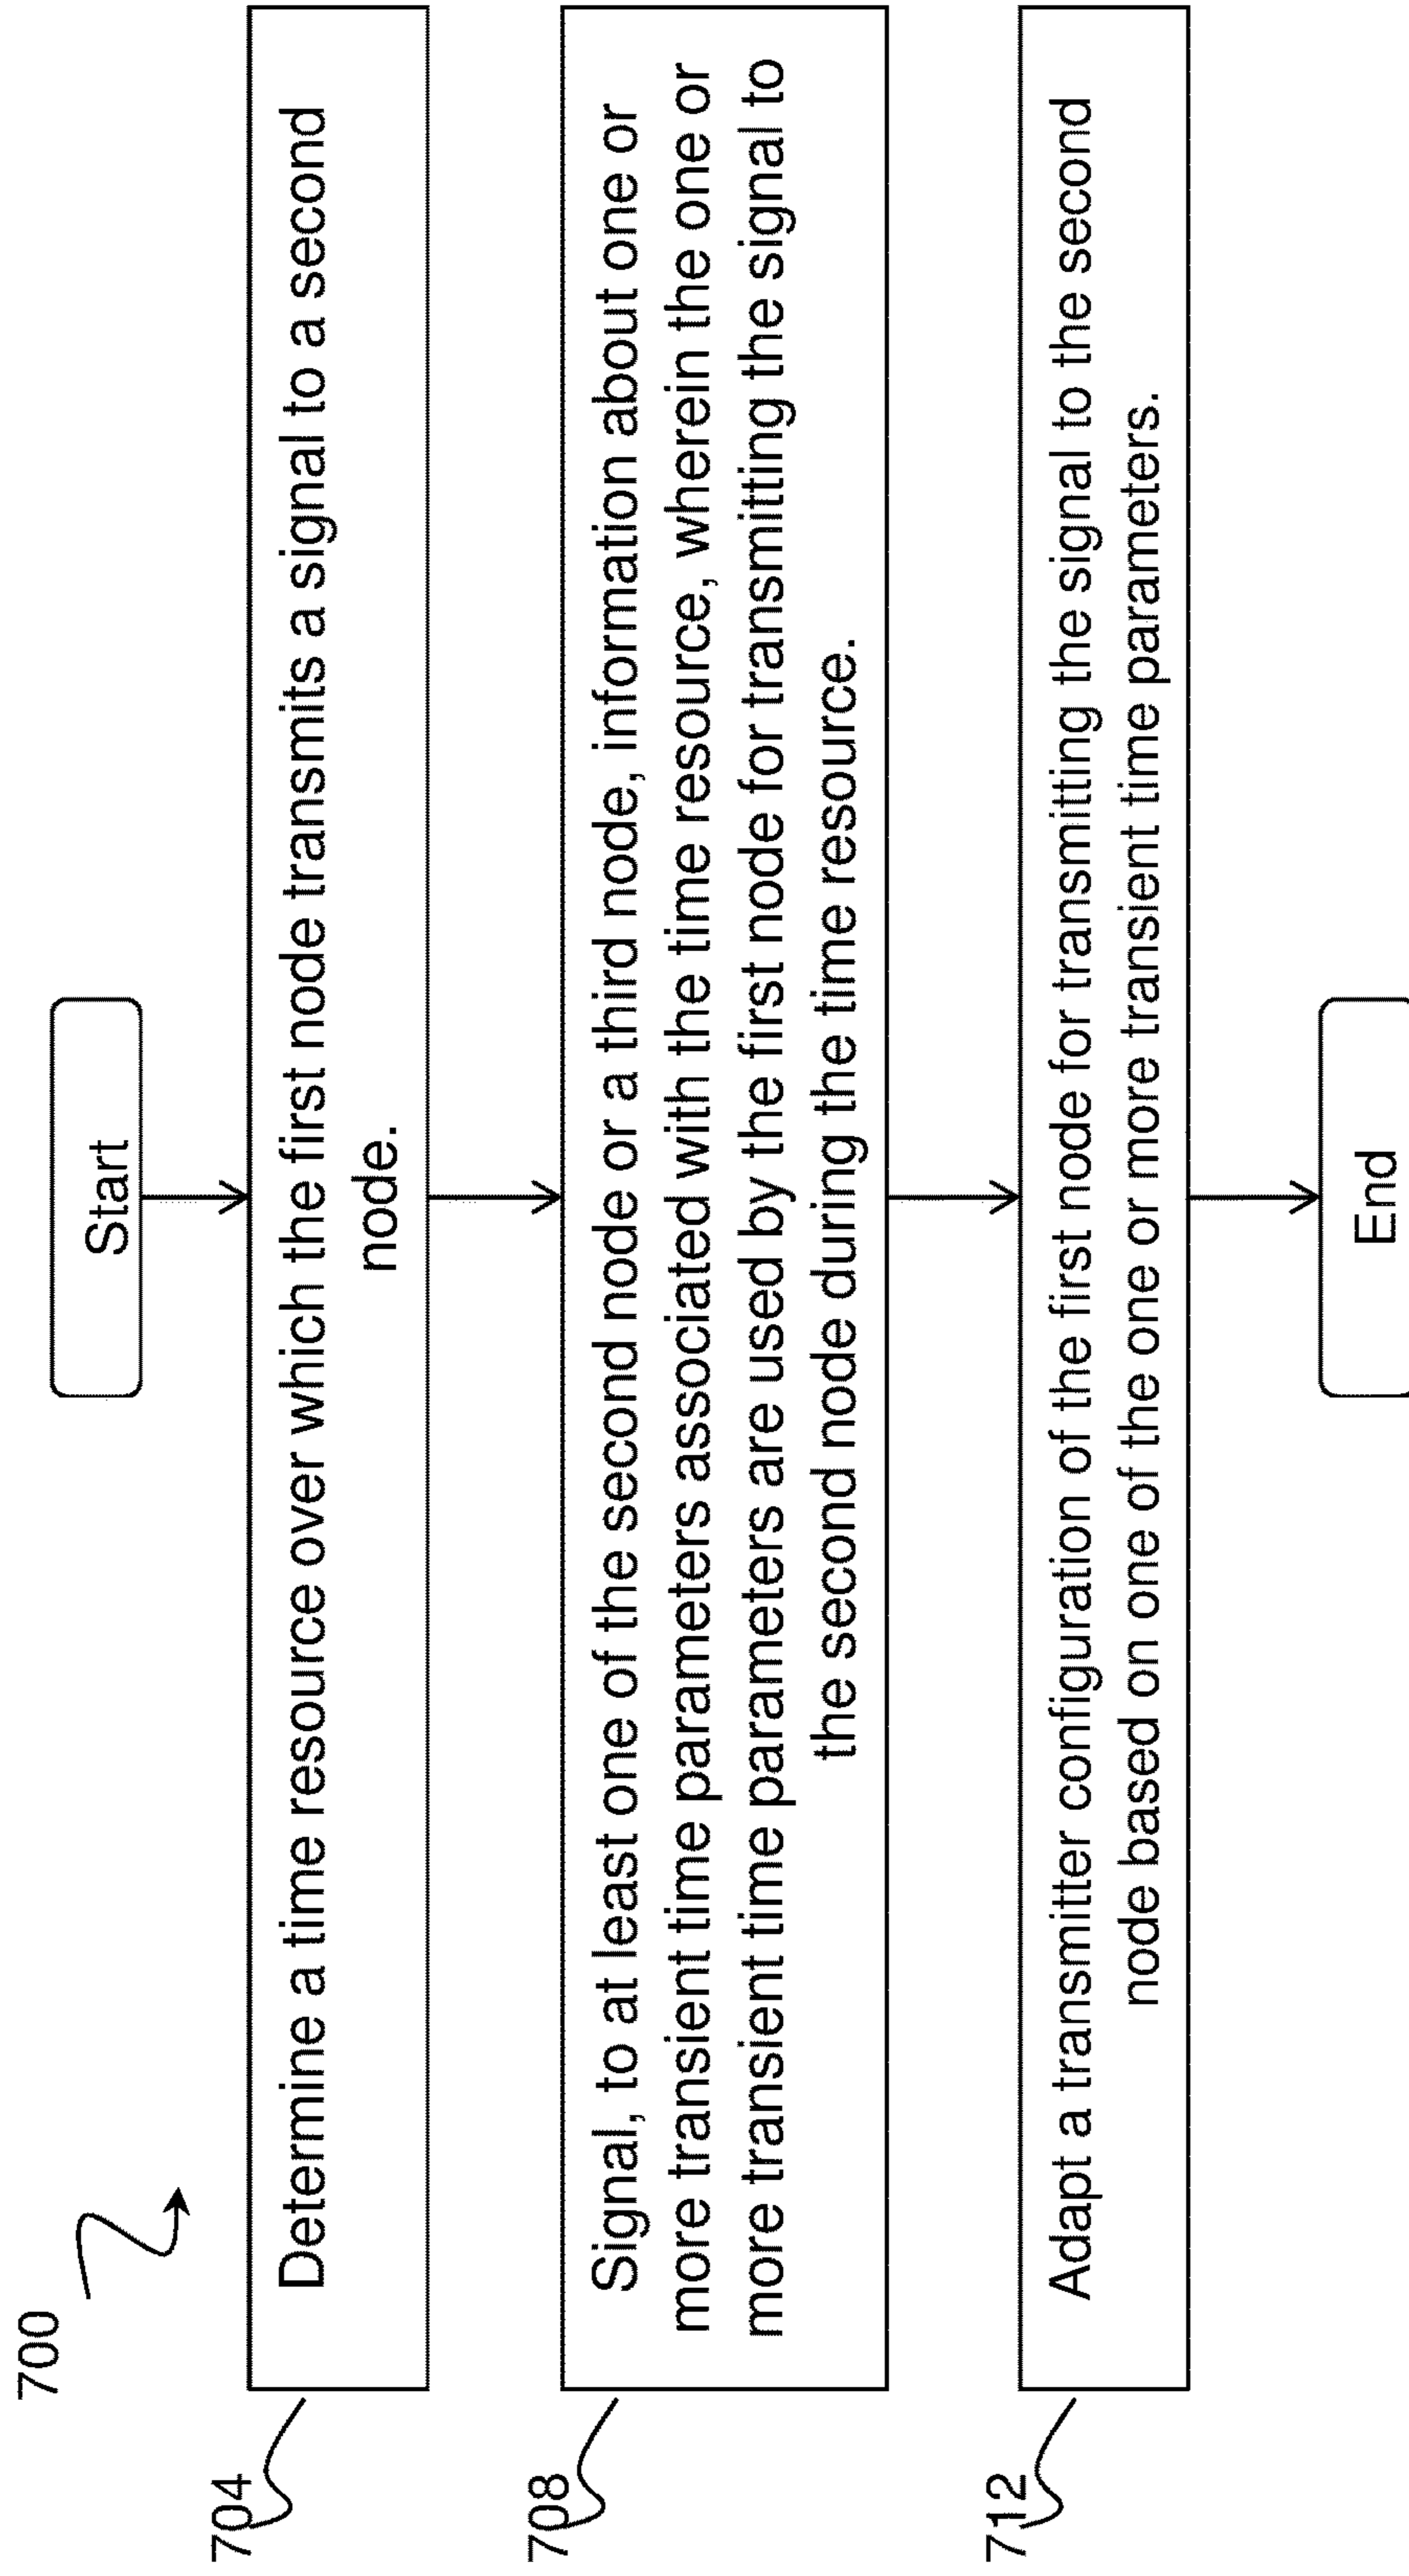 700
Start
704
Determine a time resource over which the first node transmits a signal to a second
node.
708
Signal, to at least one of the second node or a third node, information about one or
more transient time parameters associated with the time resource, wherein the one or
more transient time parameters are used by the first node for transmitting the signal to
the second node during the time resource.
712
Adapt a transmitter configuration of the first node for transmitting the signal to the second
node based on one of the one or more transient time parameters.
End